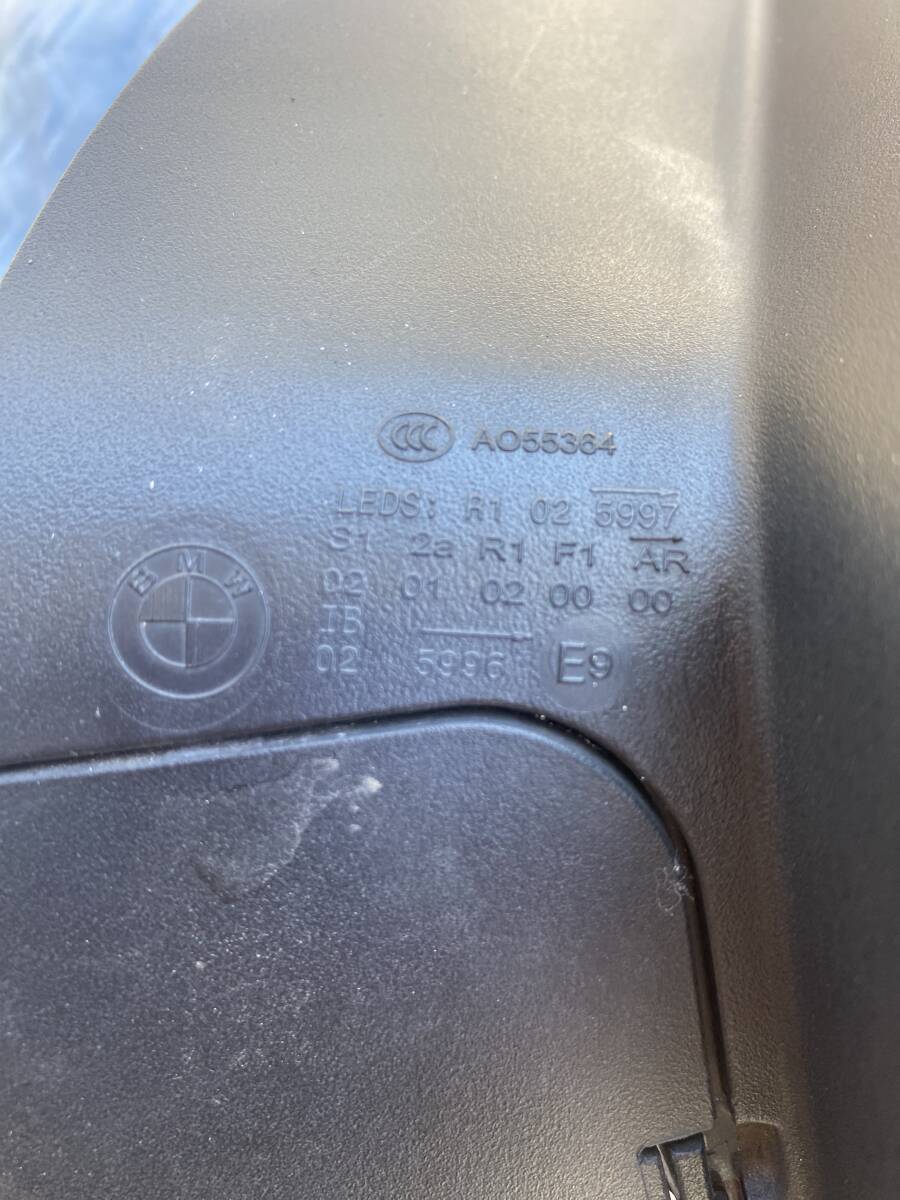 CCC AO55364
LEDS: R1 02 5997
S1 2a R1 F1 AR
02 01 02 00 00
IB
02 5996 E9
BMW